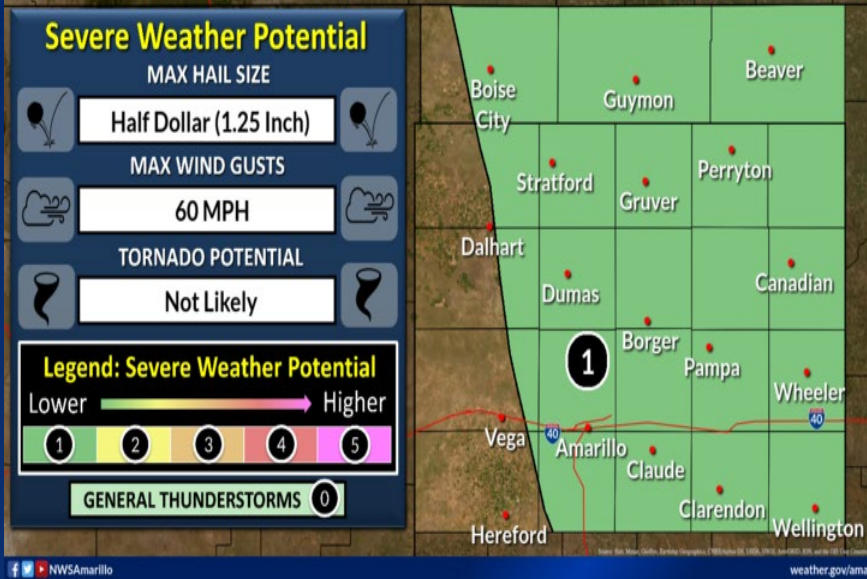 Severe Weather Potential
MAX HAIL SIZE
Half Dollar (1.25 Inch)
MAX WIND GUSTS
60 MPH
TORNADO POTENTIAL
Not Likely
Legend: Severe Weather Potential
Lower Higher
1 2 3 4 5
GENERAL THUNDERSTORMS 0
NWSAmarillo
Boise
City
Guymon
Beaver
Stratford
Gruver
Perryton
Dalhart
Dumas
Canadian
1
Borger
Pampa
Wheeler
40
Vega
40
Amarillo
Claude
Clarendon
Hereford
Wellington
weather.gov/ama